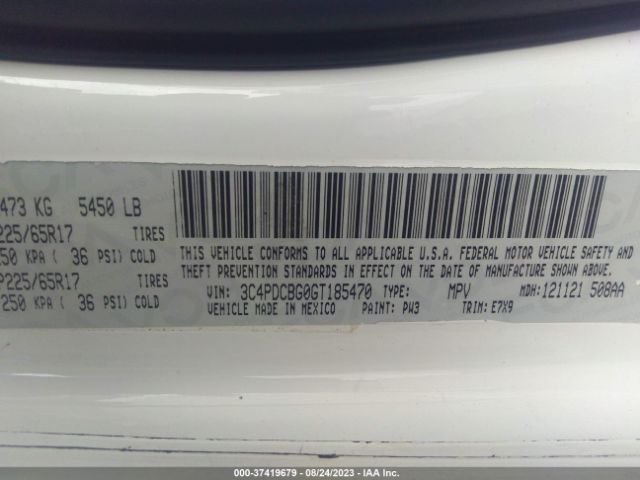 473 KG 5450 LB
225/65R17 TIRES
250 KPA ( 36 PSI) COLD
P225/65R17 TIRES
250 KPA ( 36 PSI) COLD
THIS VEHICLE CONFORMS TO ALL APPLICABLE U.S.A. FEDERAL MOTOR VEHICLE SAFETY AND
THEFT PREVENTION STANDARDS IN EFFECT ON THE DATE OF MANUFACTURE SHOWN ABOVE.
VIN: 3C4PDCBG0GT185470 TYPE: MPV MDH: 121121 508AA
VEHICLE MADE IN MEXICO PAINT: PW3 TRIM: E7X9
000-37419679 - 08/24/2023 - IAA Inc.